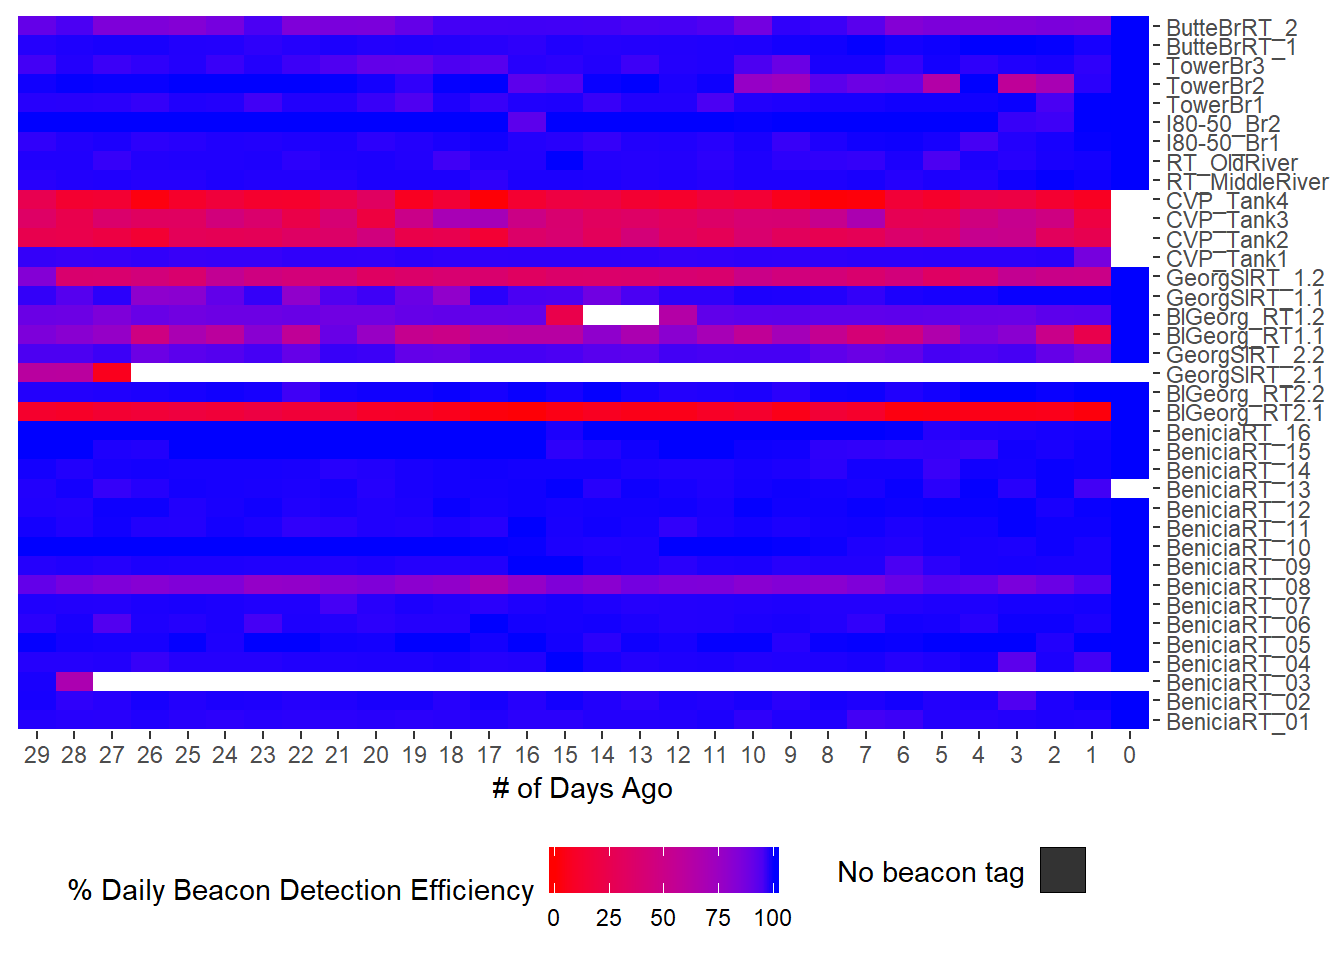 ButteBrRT_2
ButteBrRT_1
TowerBr3
TowerBr2
TowerBr1
I80-50_Br2
I80-50_Br1
RT_OldRiver
RT_MiddleRiver
CVP_Tank4
CVP_Tank3
CVP_Tank2
CVP_Tank1
GeorgSlRT_1.2
GeorgSlRT_1.1
BlGeorg_RT1.2
BlGeorg_RT1.1
GeorgSlRT_2.2
GeorgSlRT_2.1
BlGeorg_RT2.2
BlGeorg_RT2.1
BeniciaRT_16
BeniciaRT_15
BeniciaRT_14
BeniciaRT_13
BeniciaRT_12
BeniciaRT_11
BeniciaRT_10
BeniciaRT_09
BeniciaRT_08
BeniciaRT_07
BeniciaRT_06
BeniciaRT_05
BeniciaRT_04
BeniciaRT_03
BeniciaRT_02
BeniciaRT_01
29 28 27 26 25 24 23 22 21 20 19 18 17 16 15 14 13 12 11 10 9 8 7 6 5 4 3 2 1 0
# of Days Ago
% Daily Beacon Detection Efficiency
0 25 50 75 100
No beacon tag